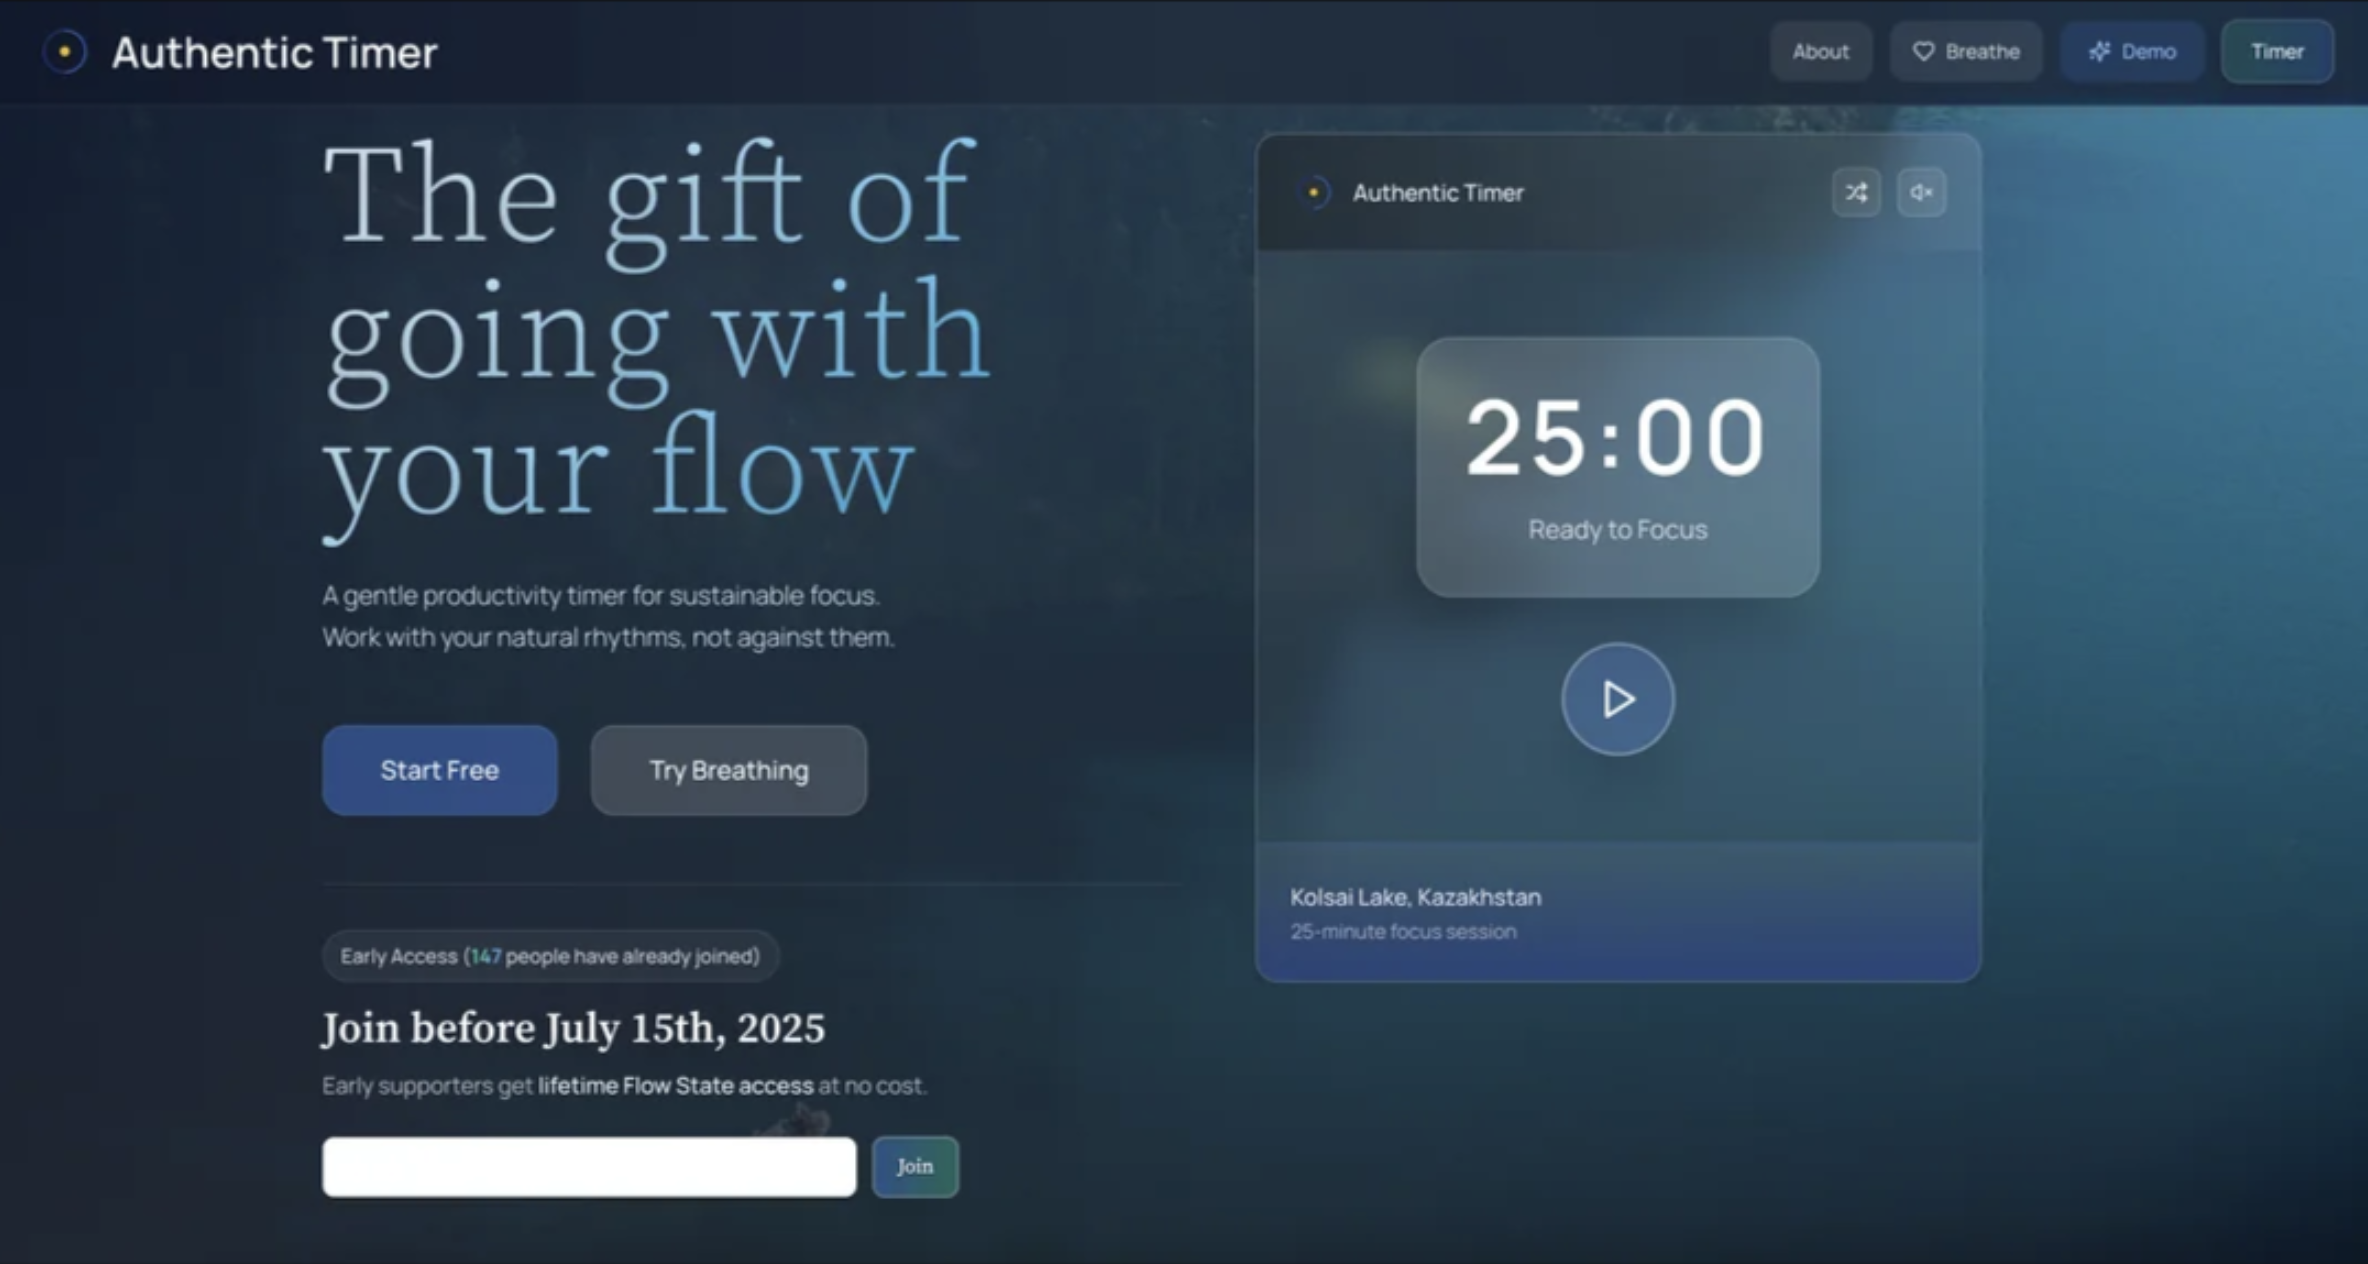 Authentic Timer
About
Breathe
Demo
Timer
The gift of
going with
your flow
A gentle productivity timer for sustainable focus.
Work with your natural rhythms, not against them.
Start Free
Try Breathing
Early Access (147 people have already joined)
Join before July 15th, 2025
Early supporters get lifetime Flow State access at no cost.
Join
Authentic Timer
25:00
Ready to Focus
Kolsai Lake, Kazakhstan
25-minute focus session